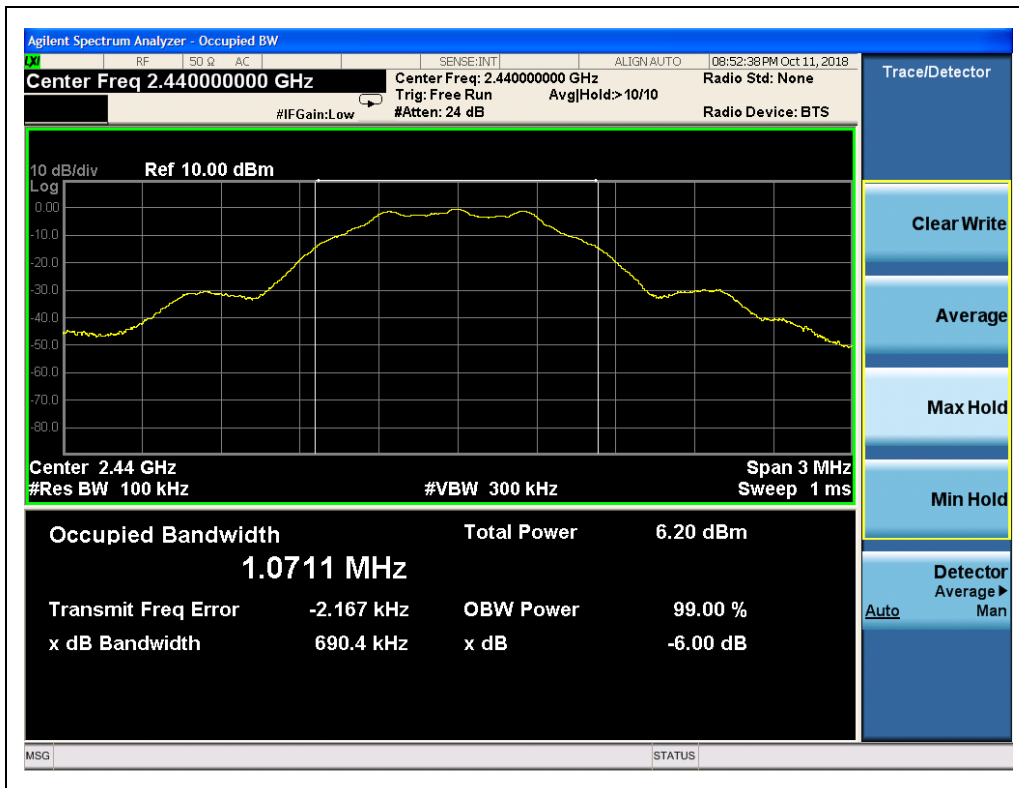 Agilent Spectrum Analyzer - Occupied BW
LXI RF 50 Ω AC SENSE:INT ALIGN AUTO 08:52:38 PM Oct 11, 2018
Center Freq 2.440000000 GHz
Center Freq: 2.440000000 GHz
Radio Std: None
Trig: Free Run Avg|Hold:> 10/10
#IFGain:Low
#Atten: 24 dB
Radio Device: BTS
Trace/Detector
10 dB/div Ref 10.00 dBm
Log
0.00
-10.0
-20.0
-30.0
-40.0
-50.0
-60.0
-70.0
-80.0
Center 2.44 GHz Span 3 MHz
#Res BW 100 kHz #VBW 300 kHz Sweep 1 ms
Occupied Bandwidth
1.0711 MHz
Total Power 6.20 dBm
Transmit Freq Error -2.167 kHz OBW Power 99.00 %
x dB Bandwidth 690.4 kHz x dB -6.00 dB
Clear Write
Average
Max Hold
Min Hold
Detector
Average▶
Auto Man
MSG STATUS